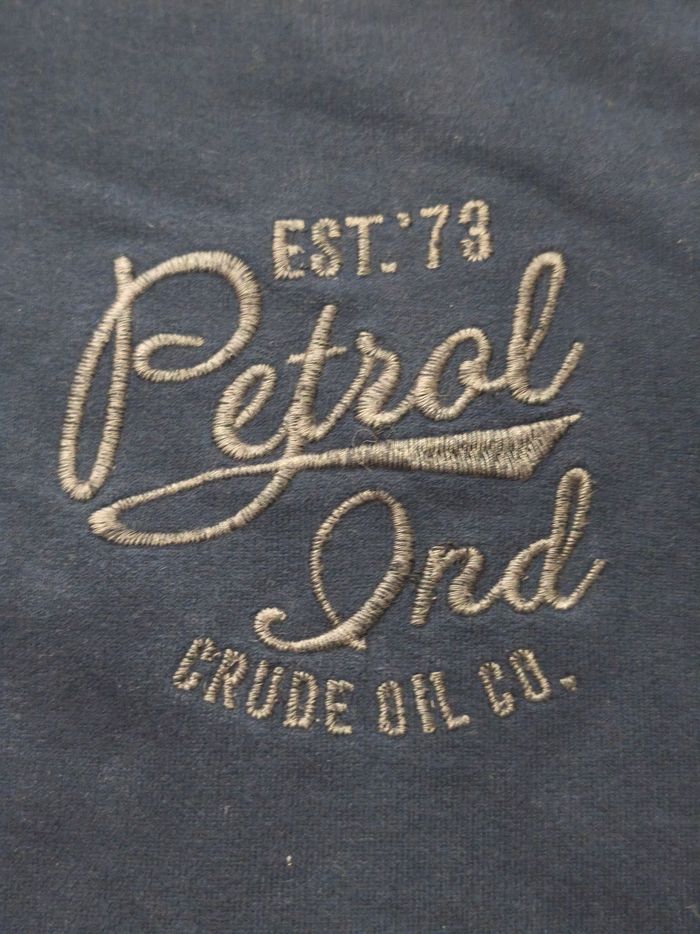 EST.'73
Petrol
Ind
CRUDE OIL CO.